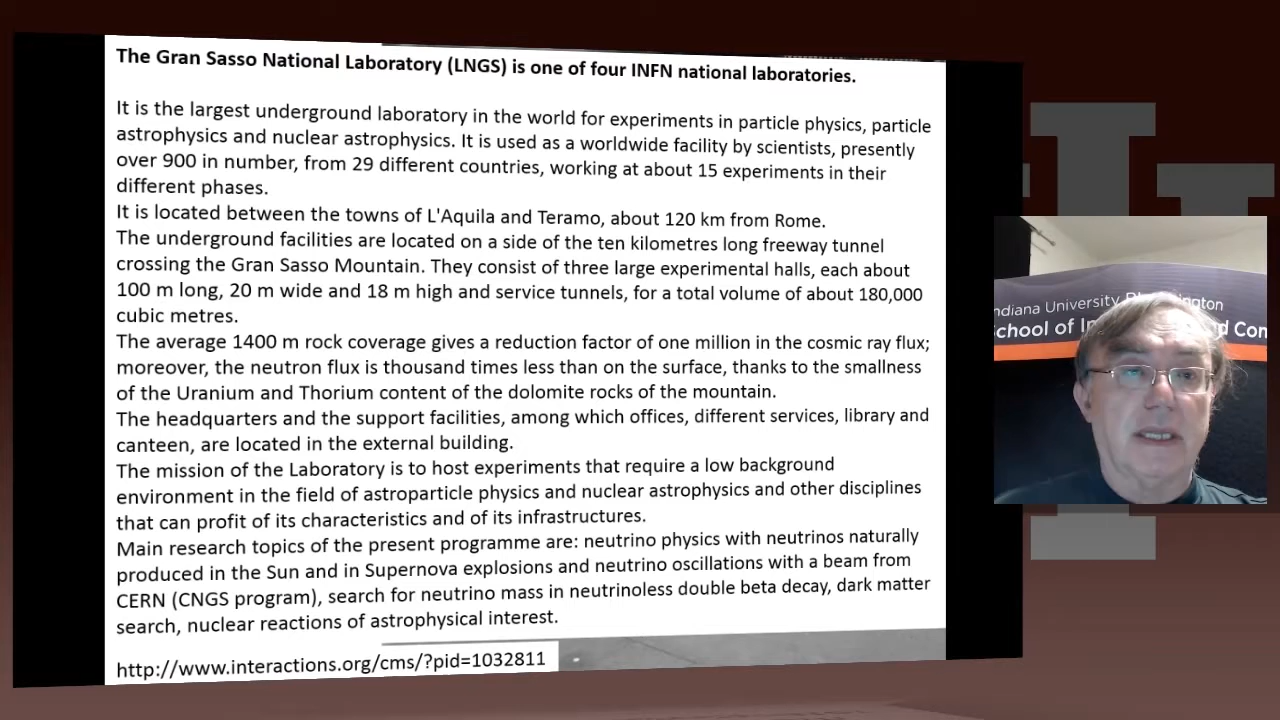 The Gran Sasso National Laboratory (LNGS) is one of four INFN national laboratories.
It is the largest underground laboratory in the world for experiments in particle physics, particle
astrophysics and nuclear astrophysics. It is used as a worldwide facility by scientists, presently
over 900 in number, from 29 different countries, working at about 15 experiments in their
different phases.
It is located between the towns of L'Aquila and Teramo, about 120 km from Rome.
The underground facilities are located on a side of the ten kilometres long freeway tunnel
crossing the Gran Sasso Mountain. They consist of three large experimental halls, each about
100 m long, 20 m wide and 18 m high and service tunnels, for a total volume of about 180,000
cubic metres.
The average 1400 m rock coverage gives a reduction factor of one million in the cosmic ray flux;
moreover, the neutron flux is thousand times less than on the surface, thanks to the smallness
of the Uranium and Thorium content of the dolomite rocks of the mountain.
The headquarters and the support facilities, among which offices, different services, library and
canteen, are located in the external building.
The mission of the Laboratory is to host experiments that require a low background
environment in the field of astroparticle physics and nuclear astrophysics and other disciplines
that can profit of its characteristics and of its infrastructures.
Main research topics of the present programme are: neutrino physics with neutrinos naturally
produced in the Sun and in Supernova explosions and neutrino oscillations with a beam from
CERN (CNGS program), search for neutrino mass in neutrinoless double beta decay, dark matter
search, nuclear reactions of astrophysical interest.
http://www.interactions.org/cms/?pid=1032811
Indiana University
School of